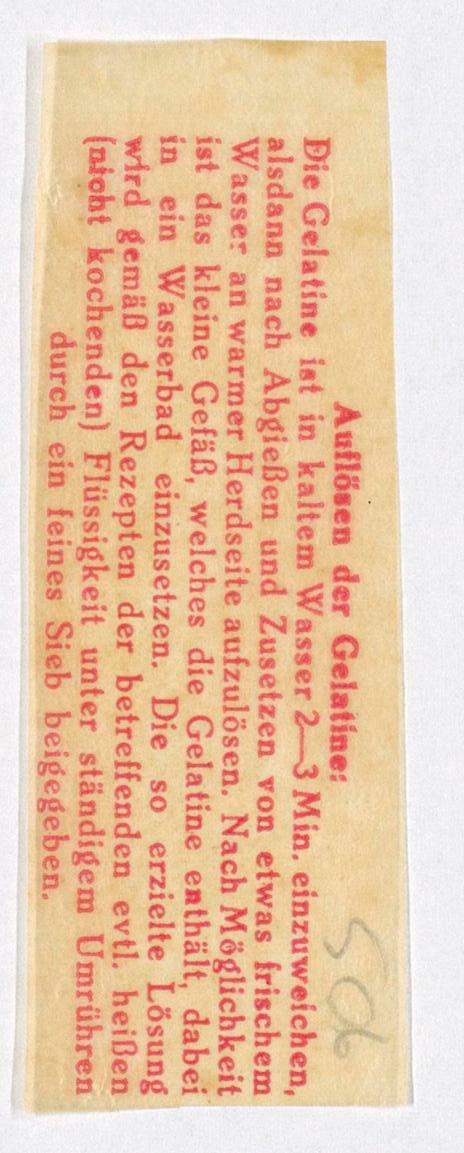 Auflösen der Gelatine:
Die Gelatine ist in kaltem Wasser 2—3 Min. einzuweichen,
alsdann nach Abgießen und Zusetzen von etwas frischem
Wasser an warmer Herdseite aufzulösen. Nach Möglichkeit
ist das kleine Gefäß, welches die Gelatine enthält, dabei
in ein Wasserbad einzusetzen. Die so erzielte Lösung
wird gemäß den Rezepten der betreffenden evtl. heißen
(nicht kochenden) Flüssigkeit unter ständigem Umrühren
durch ein feines Sieb beigegeben.